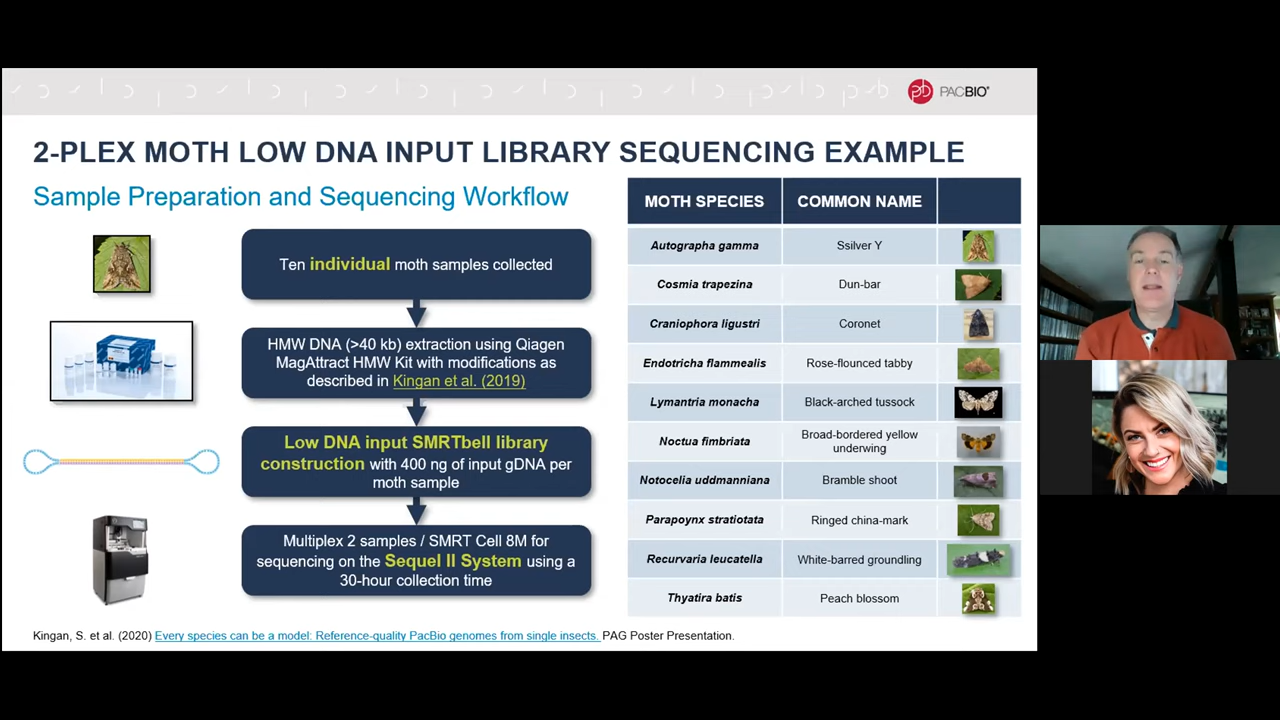 PACBIO®
2-PLEX MOTH LOW DNA INPUT LIBRARY SEQUENCING EXAMPLE
Sample Preparation and Sequencing Workflow
Ten individual moth samples collected
HMW DNA (>40 kb) extraction using Qiagen
MagAttract HMW Kit with modifications as
described in Kingan et al. (2019)
Low DNA input SMRTbell library
construction with 400 ng of input gDNA per
moth sample
Multiplex 2 samples / SMRT Cell 8M for
sequencing on the Sequel II System using a
30-hour collection time
MOTH SPECIES COMMON NAME
Autographa gamma Ssilver Y
Cosmia trapezina Dun-bar
Craniophora ligustri Coronet
Endotricha flammealis Rose-flounced tabby
Lymantria monacha Black-arched tussock
Noctua fimbriata Broad-bordered yellow
underwing
Notocelia uddmanniana Bramble shoot
Parapoynx stratiotata Ringed china-mark
Recurvaria leucatella White-barred groundling
Thyatira batis Peach blossom
Kingan, S. et al. (2020) Every species can be a model: Reference-quality PacBio genomes from single insects. PAG Poster Presentation.